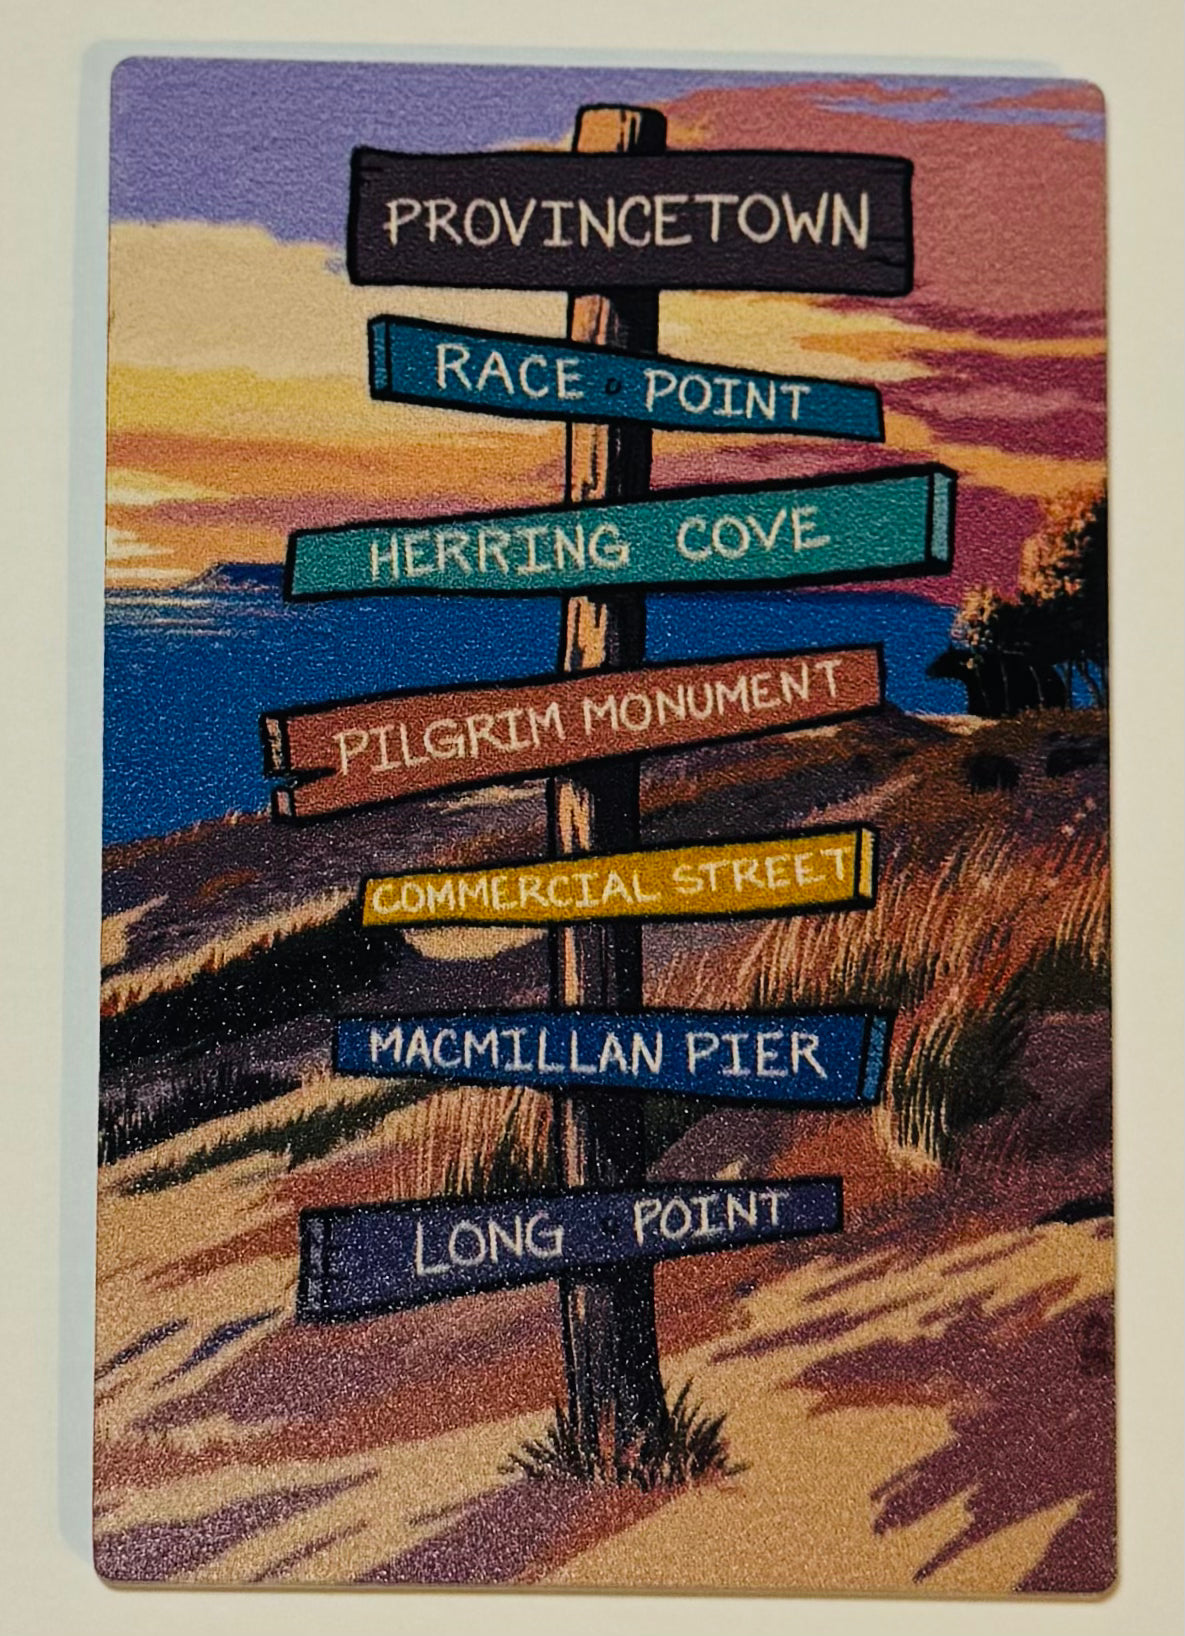 PROVINCETOWN
RACE POINT
HERRING COVE
PILGRIM MONUMENT
COMMERCIAL STREET
MACMILLAN PIER
LONG POINT